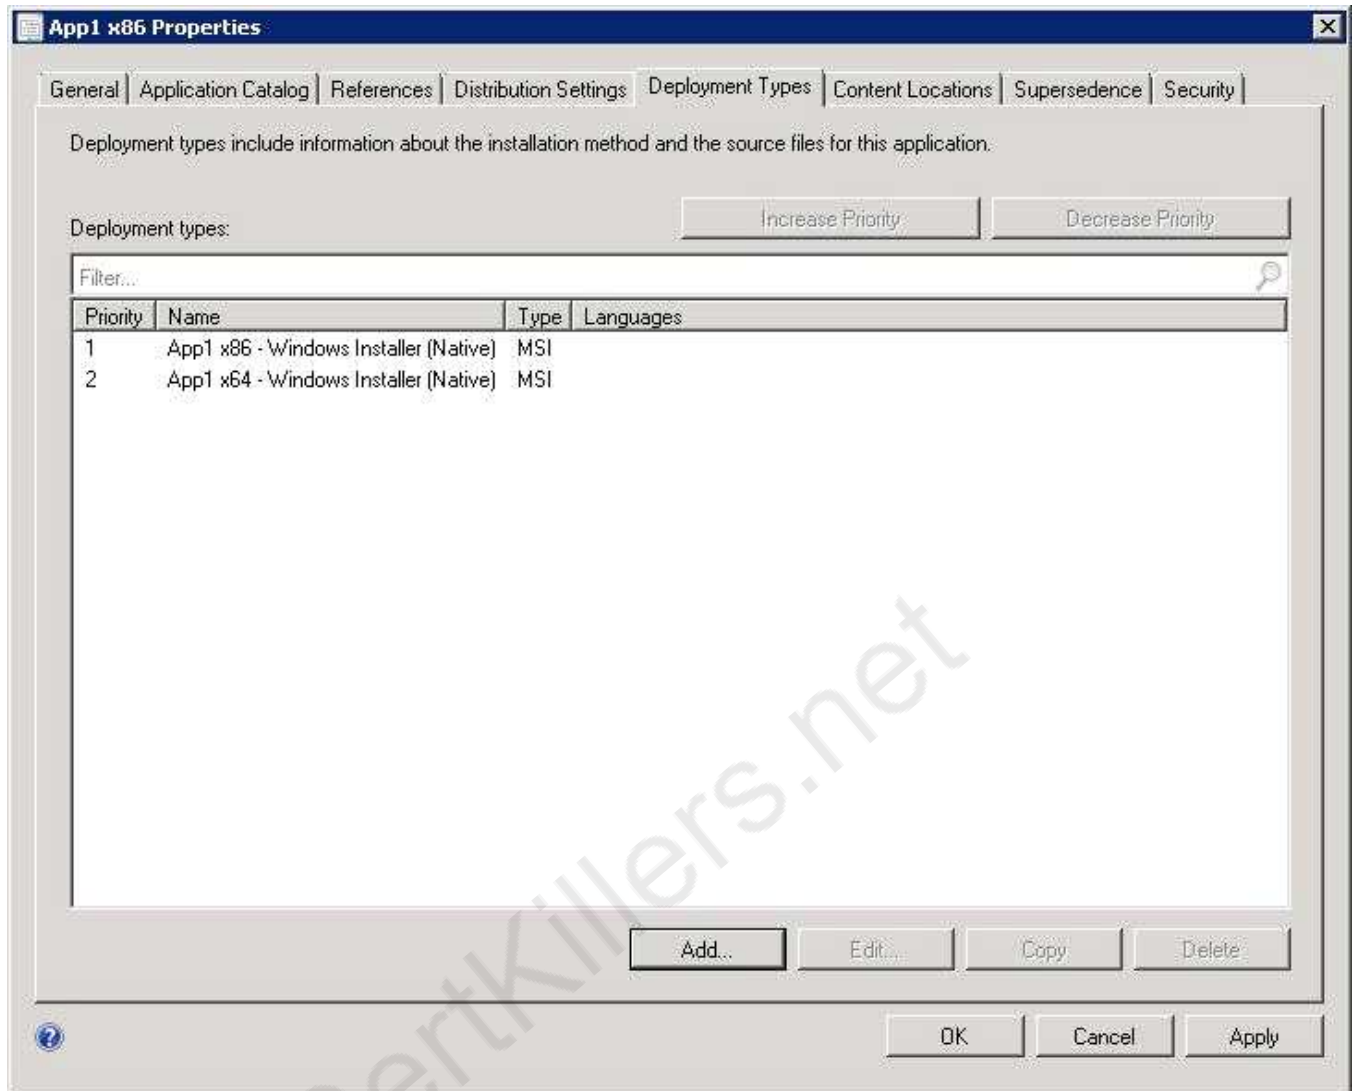 App1 x86 Properties
General Application Catalog References Distribution Settings Deployment Types Content Locations Supersedence Security
Deployment types include information about the installation method and the source files for this application.
Increase Priority Decrease Priority
Deployment types:
Filter...
Priority Name Type Languages
1 App1 x86 - Windows Installer (Native) MSI
2 App1 x64 - Windows Installer (Native) MSI
Add... Edit... Copy Delete
OK Cancel Apply
ertKillers.net